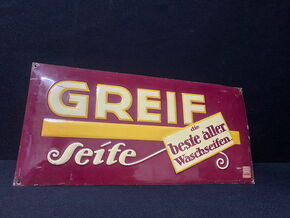 GREIF
Seife
die
beste aller
Waschseifen.